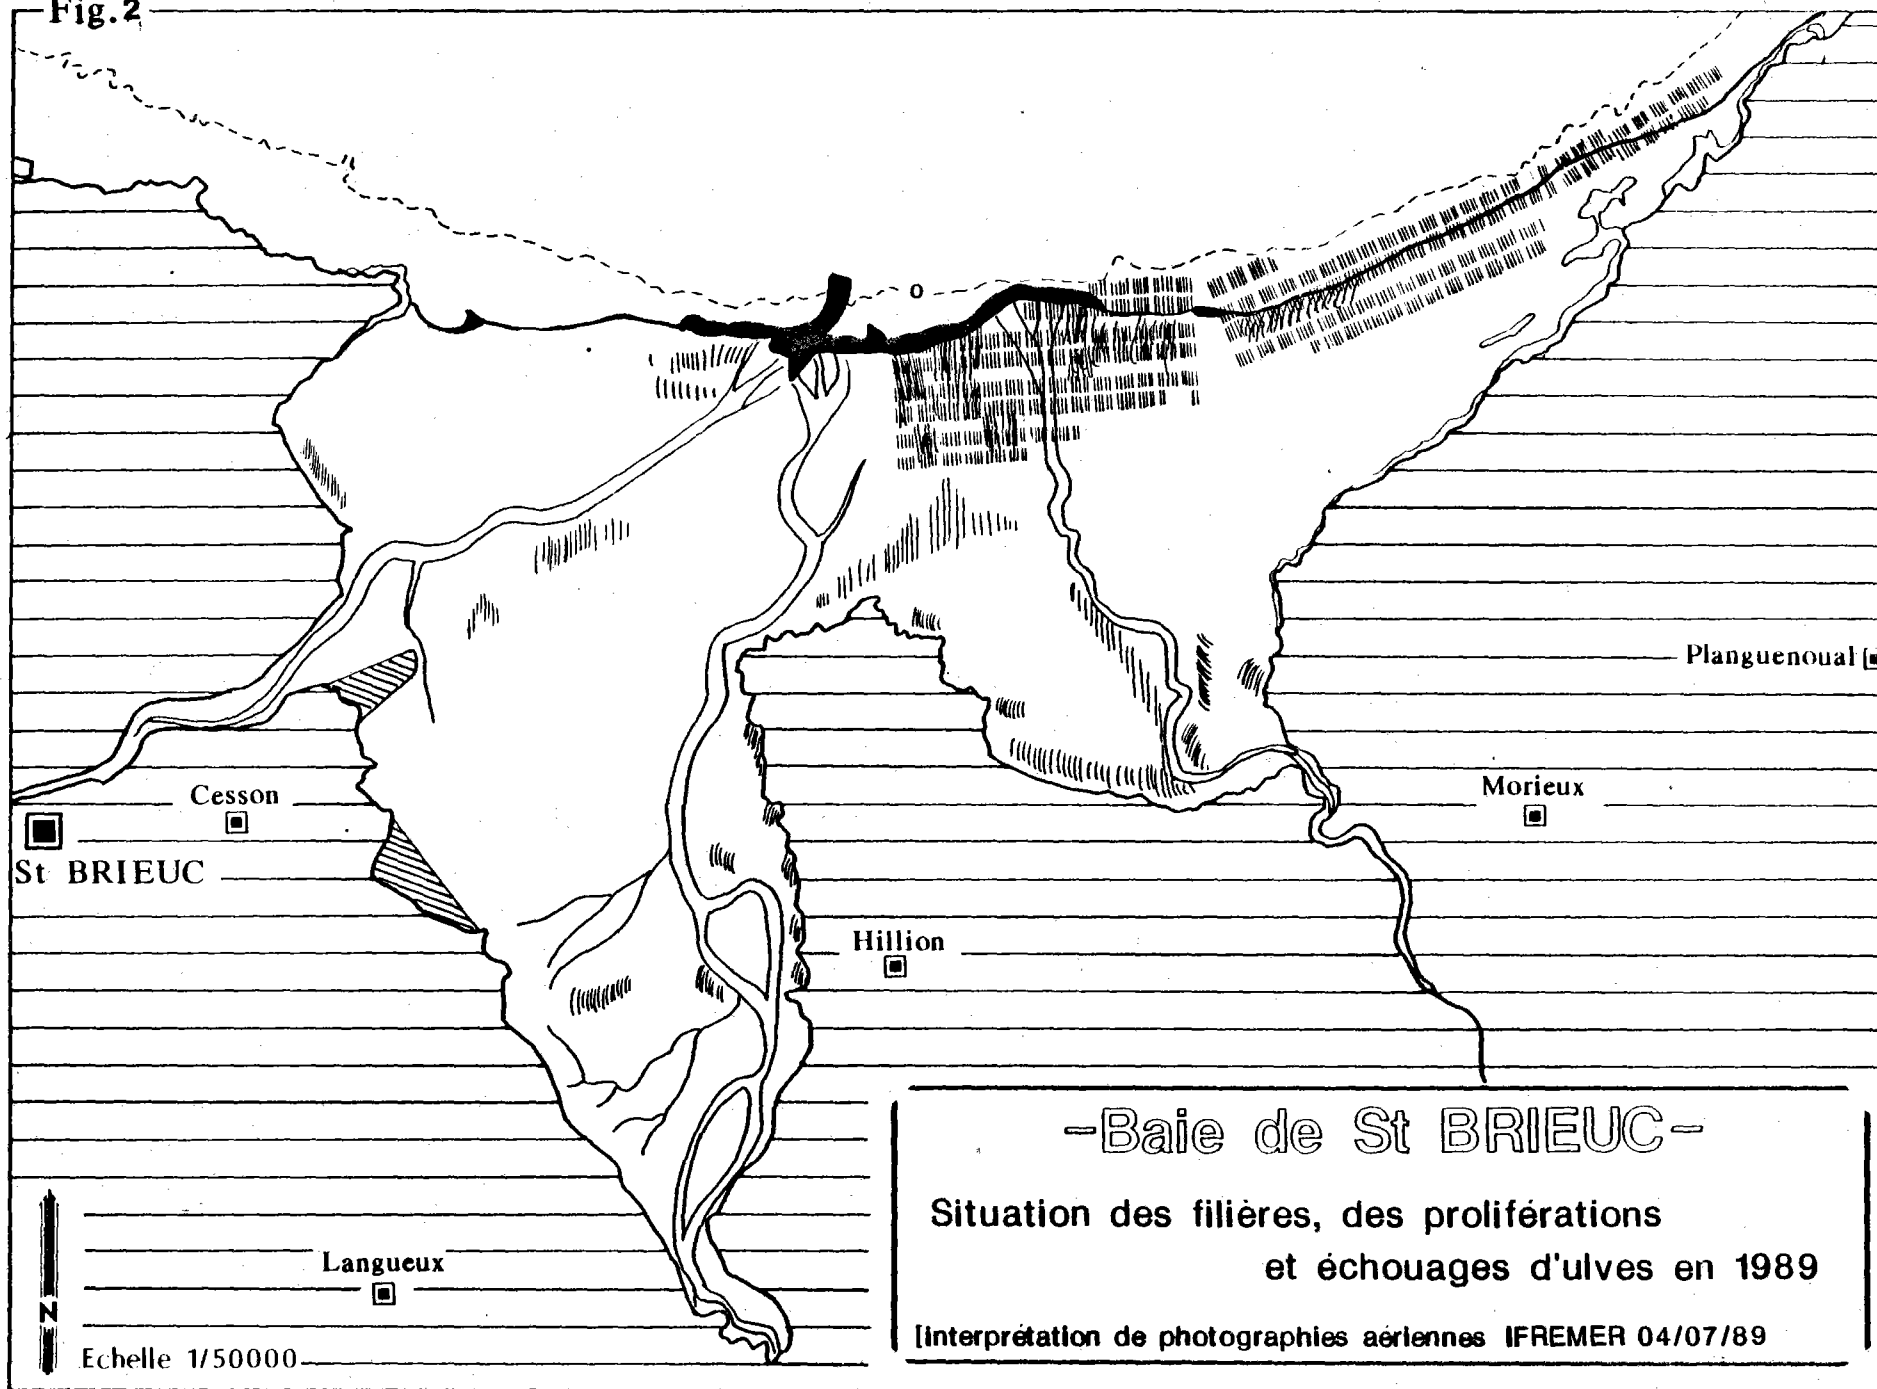 Fig.2
o
Planguenoual
Cesson
Morieux
St BRIEUC
Hillion
-Baie de St BRIEUC-
Situation des filières, des proliférations
et échouages d'ulves en 1989
Langueux
N
[Interprétation de photographies aériennes IFREMER 04/07/89
Echelle 1/50000